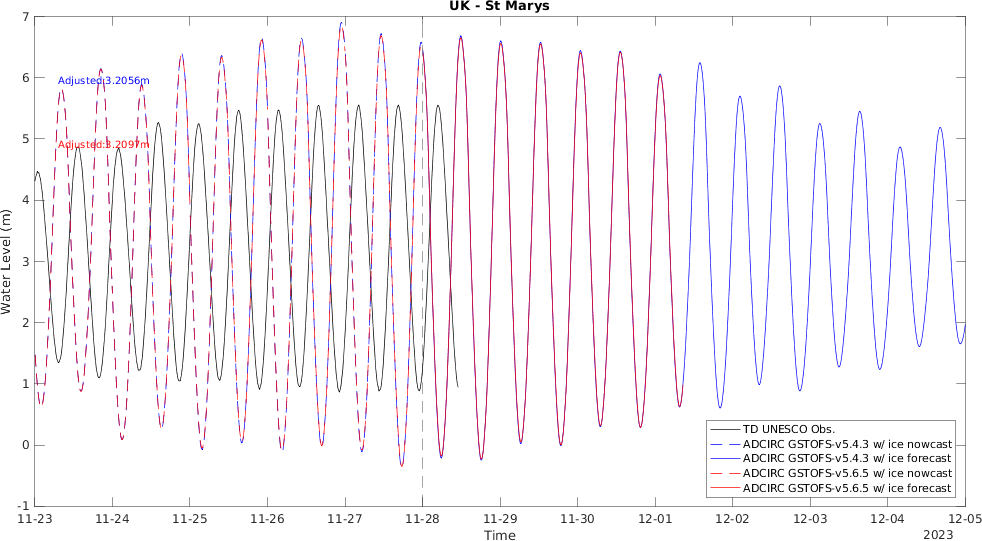 UK - St Marys
7
6
5
4
3
2
1
0
-1
Water Level (m)
Adjusted:3.2056m
Adjusted:3.2097m
TD UNESCO Obs.
ADCIRC GSTOFS-v5.4.3 w/ ice nowcast
ADCIRC GSTOFS-v5.4.3 w/ ice forecast
ADCIRC GSTOFS-v5.6.5 w/ ice nowcast
ADCIRC GSTOFS-v5.6.5 w/ ice forecast
11-23 11-24 11-25 11-26 11-27 11-28 11-29 11-30 12-01 12-02 12-03 12-04 12-05
Time
2023